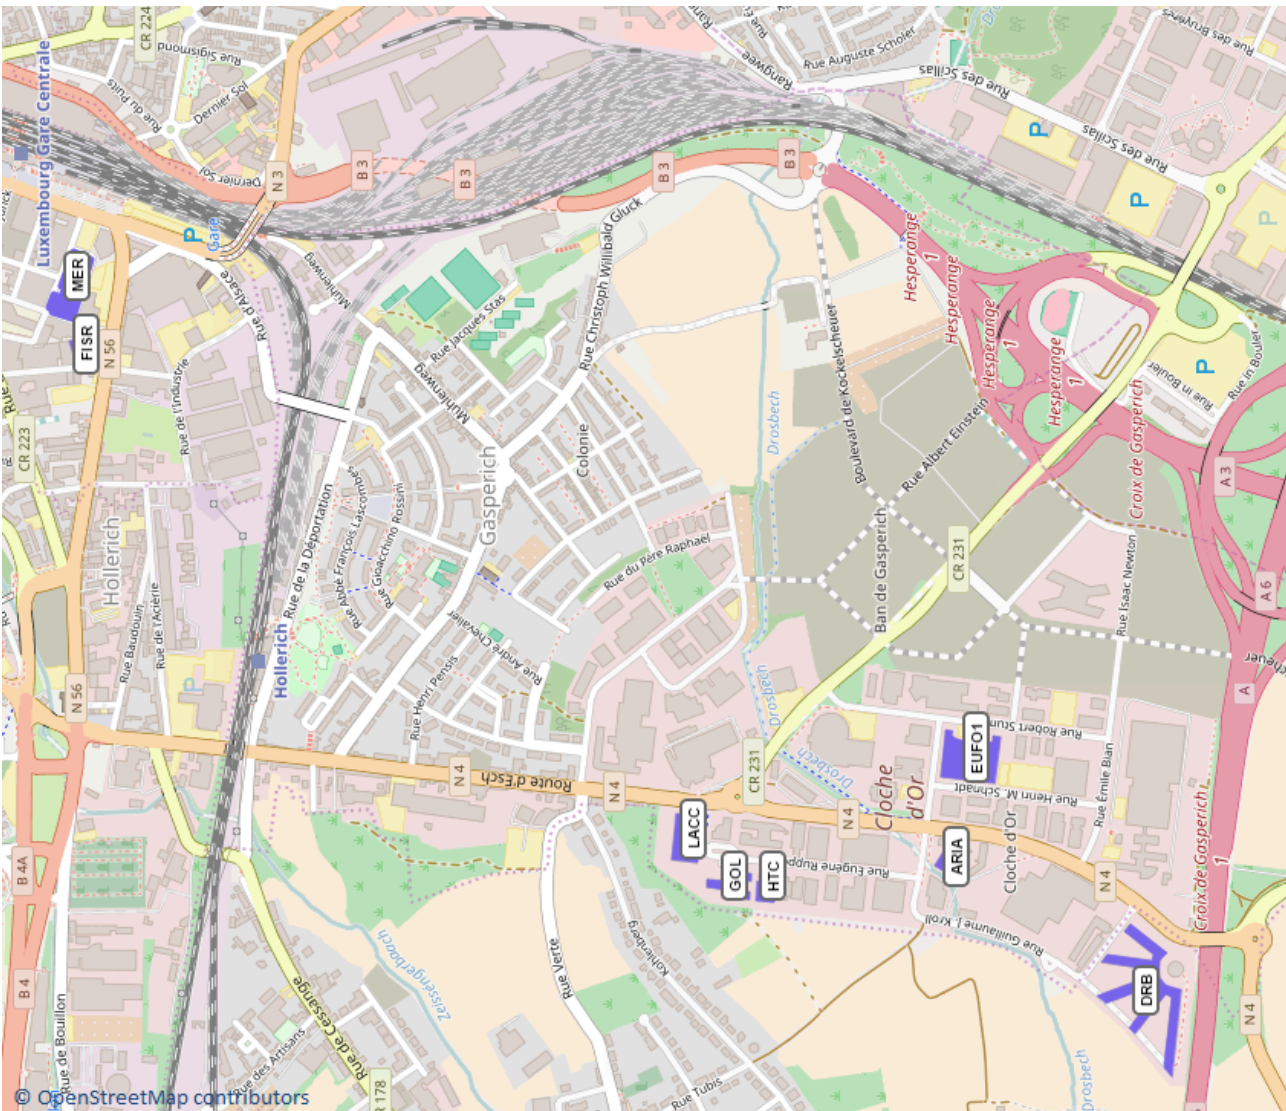 CR 224
Rue Sigismond
Luxembourg Gare Centrale
Rue du Puits
Dernier Sol
Dernier Sol
N 3
B 3
B 3
B 3
B 3
Rangwee
Rue Auguste Scholer
Rue des Scillas
Rue des Scillas
Rue des Bruyères
P
P
P
P
Gare
P
MER
FISR
N 56
Rue d'Alsace
Mühlenweg
Rue de l'Industrie
CR 223
Hollerich
Rue Jacques Stas
Mühlenweg
Rue Christoph Willibald Gluck
Gasperich
Colonie
Rue de la Déportation
Rue Abbé François Lascombes
Rue Gioacchino Rossini
Rue Baudouin
Rue de l'Aciérie
Hollerich
P
N 56
Rue André Chevalier
Rue Henri Pensis
Rue du Père Raphaël
Drosbech
Boulevard de Kockelscheuer
Rue Albert Einstein
Hesperange
1
Hesperange
Hesperange
1
Hesperange
1
Croix de Gasperich
Rue in Bouler
Rue in Bouler
A 3
A 6
A
Ban de Gasperich
CR 231
Rue Isaac Newton
Drosbech
Drosbech
CR 231
N 4
Route d'Esch
N 4
N 4
Cloche
d'Or
EUFO1
Rue Robert Stumper
Rue Henri M. Schnadt
Rue Émile Bian
Cloche d'Or
LACC
GOL
HTC
Rue Eugène Ruppert
ARIA
N 4
Croix de Gasperich
1
Rue Guillaume J. Kroll
DRB
N 4
B 4A
B 4
Rue de Bouillon
Rue de Cessange
Rue des Artisans
CR 178
Zeissengerbaach
Rue Verte
Kohlenberg
Rue Tubis
Drosbech
© OpenStreetMap contributors